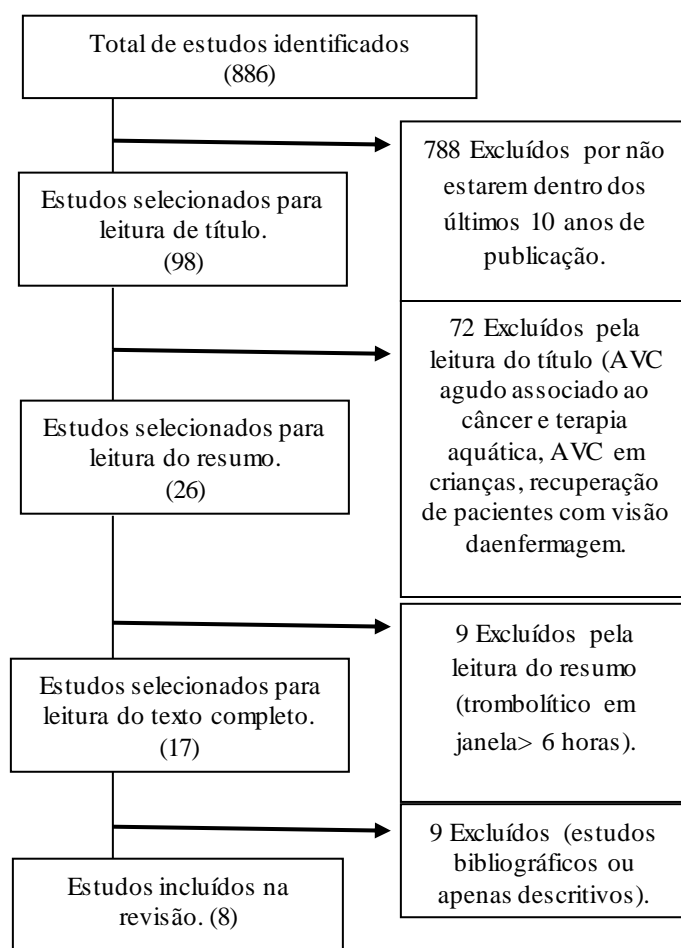 Total de estudos identificados
(886)
788 Excluídos por não
estarem dentro dos
últimos 10 anos de
publicação.
Estudos selecionados para
leitura de título.
(98)
72 Excluídos pela
leitura do título (AVC
agudo associado ao
câncer e terapia
aquática, AVC em
crianças, recuperação
de pacientes com visão
daenfermagem.
Estudos selecionados para
leitura do resumo.
(26)
9 Excluídos pela
leitura do resumo
(trombolítico em
janela> 6 horas).
Estudos selecionados para
leitura do texto completo.
(17)
9 Excluídos (estudos
bibliográficos ou
apenas descritivos).
Estudos incluídos na
revisão. (8)